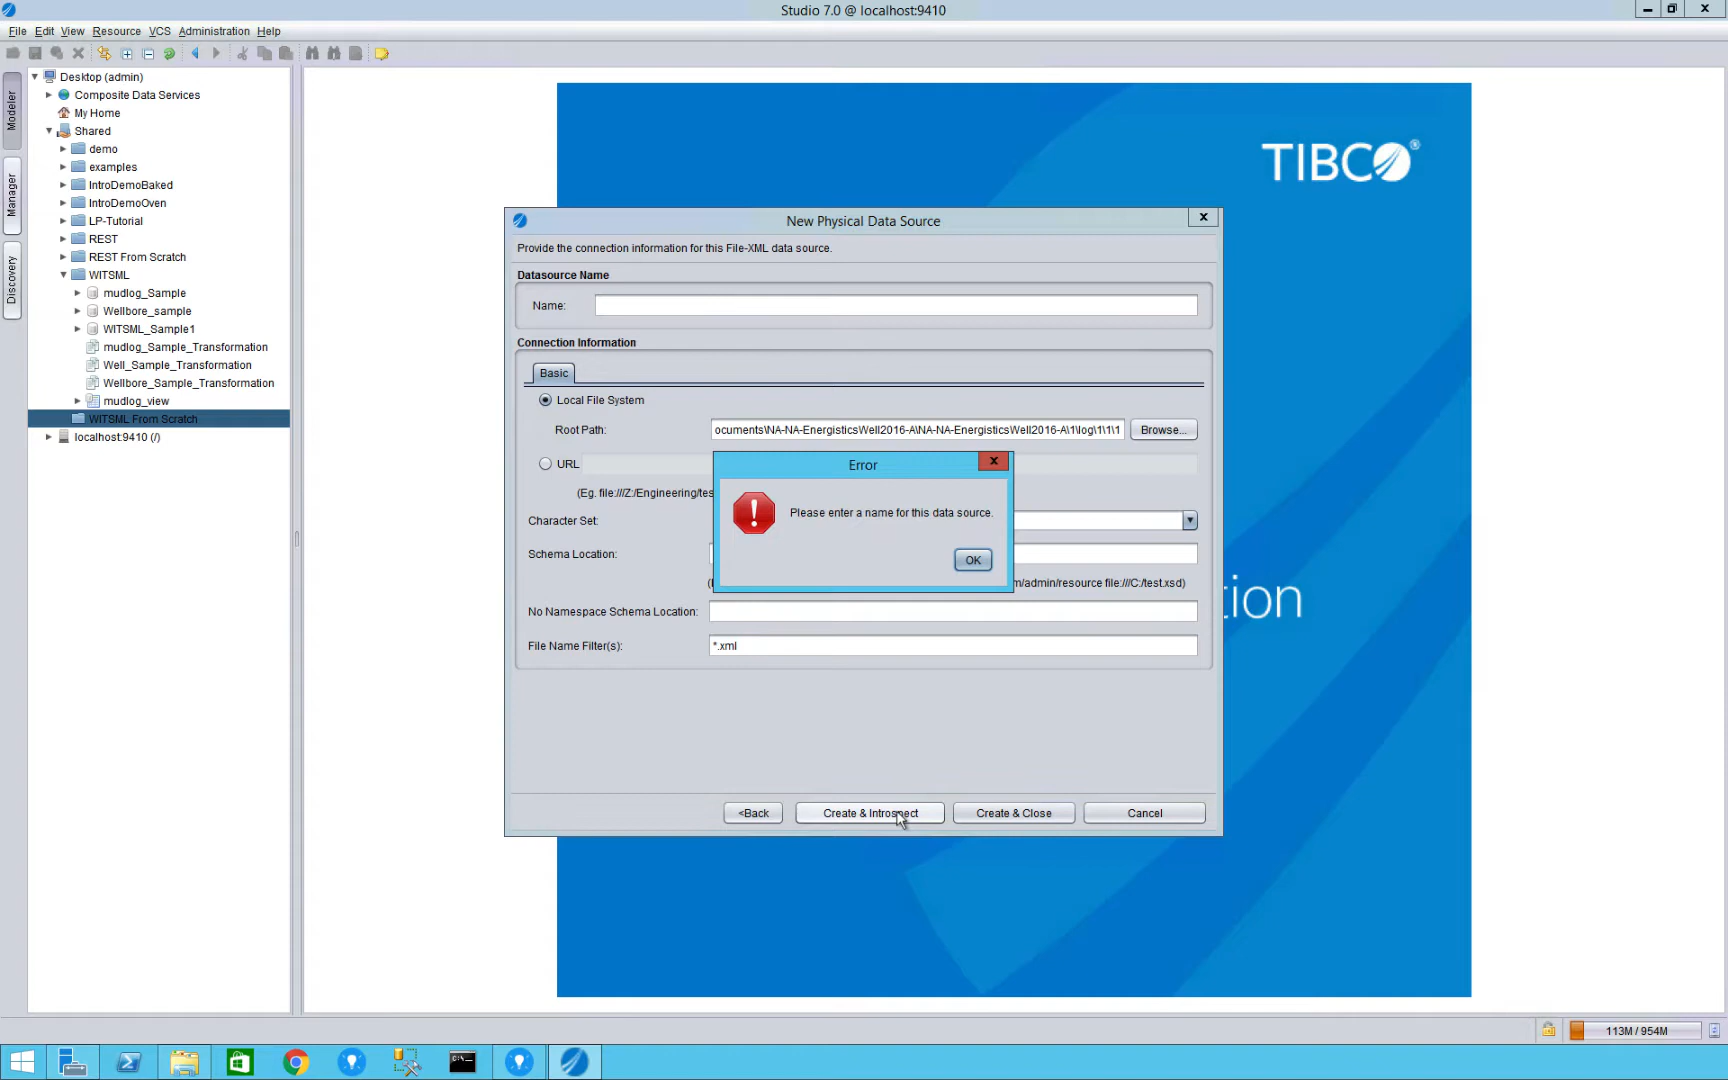 Studio 7.0 @ localhost:9410
File Edit View Resource VCS Administration Help
Modeler
Manager
Discovery
Desktop (admin)
Composite Data Services
My Home
Shared
demo
examples
IntroDemoBaked
IntroDemoOven
LP-Tutorial
REST
REST From Scratch
WITSML
mudlog_Sample
Wellbore_sample
WITSML_Sample1
mudlog_Sample_Transformation
Well_Sample_Transformation
Wellbore_Sample_Transformation
mudlog_view
WITSML From Scratch
localhost:9410 (/)
TIBCO®
tion
New Physical Data Source
Provide the connection information for this File-XML data source.
Datasource Name
Name:
Connection Information
Basic
Local File System
Root Path: ocuments\NA-NA-EnergisticsWell2016-A\NA-NA-EnergisticsWell2016-A\1\log\1\1\1 Browse...
URL
(Eg. file:///Z:/Engineering/tes
Character Set:
Schema Location:
m/admin/resource file:///C:/test.xsd)
No Namespace Schema Location:
File Name Filter(s): *.xml
Error
Please enter a name for this data source.
OK
<Back Create & Introspect Create & Close Cancel
113M / 954M